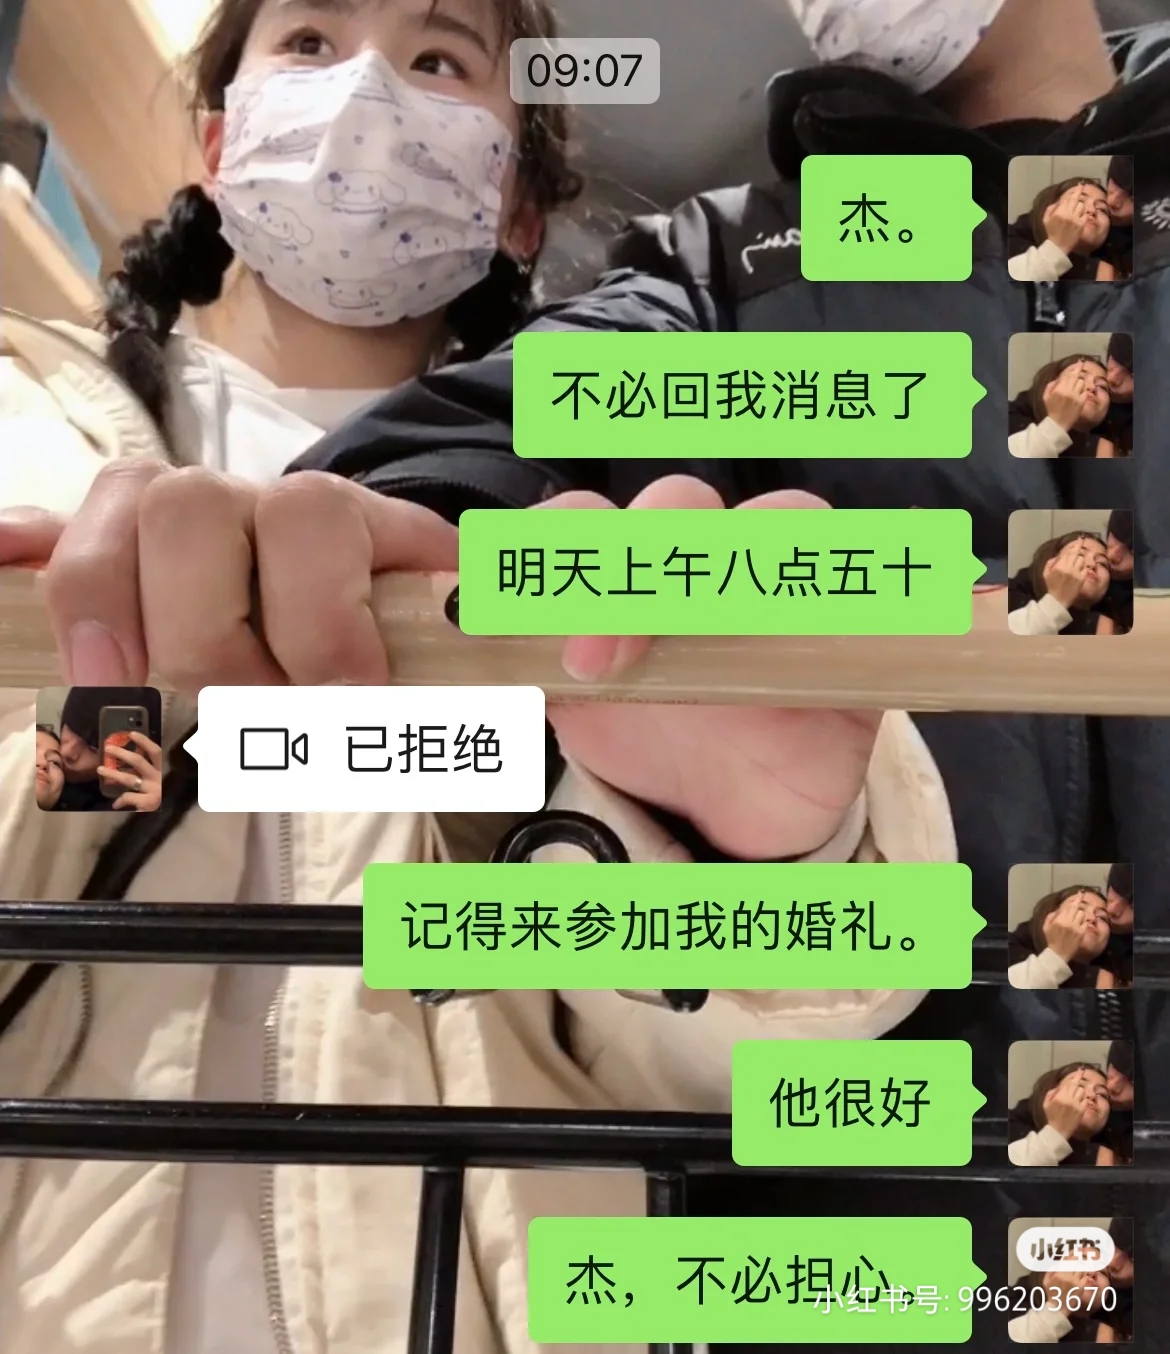 09:07
杰。
不必回我消息了
明天上午八点五十
已拒绝
记得来参加我的婚礼。
他很好
杰，不必担心。
小红书
小红书号: 996203670